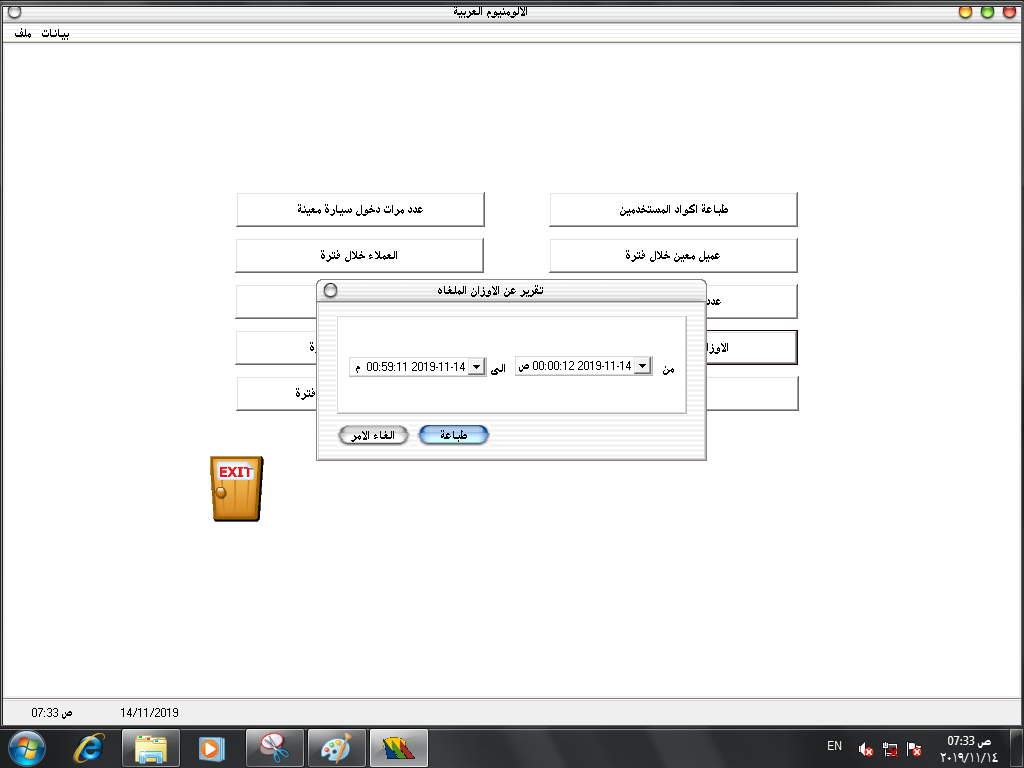 الالومنيوم العربية
ملف بيانات
طباعة اكواد المستخدمين
عدد مرات دخول سيارة معينة
عميل معين خلال فترة
العملاء خلال فترة
عدد
الاوزا
ة
فترة
تقرير عن الاوزان الملغاه
من
00:00:12 2019-11-14 ص
الى
00:59:11 2019-11-14 م
طباعة
الغاء الامر
EXIT
07:33 ص
14/11/2019
EN
07:33 ص
٢٠١٩/١١/١٤